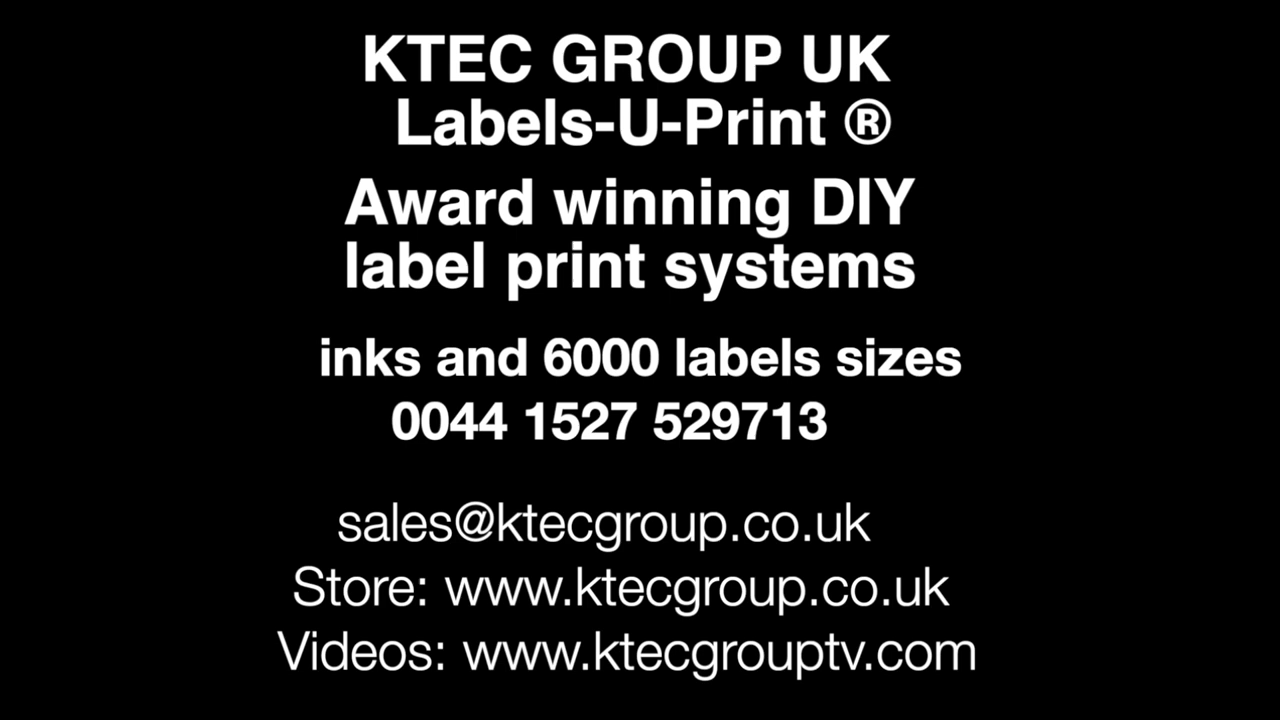 KTEC GROUP UK
Labels-U-Print ®
Award winning DIY
label print systems
inks and 6000 labels sizes
0044 1527 529713
sales@ktecgroup.co.uk
Store: www.ktecgroup.co.uk
Videos: www.ktecgrouptv.com